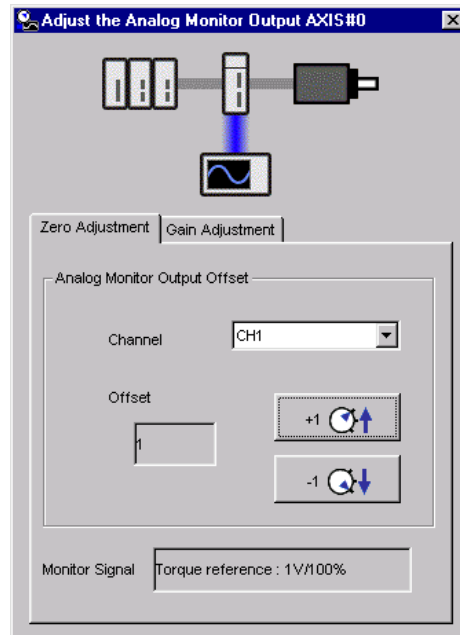 Adjust the Analog Monitor Output AXIS#0
Zero Adjustment
Gain Adjustment
Analog Monitor Output Offset
Channel
CH1
Offset
1
+1
-1
Monitor Signal
Torque reference : 1V/100%